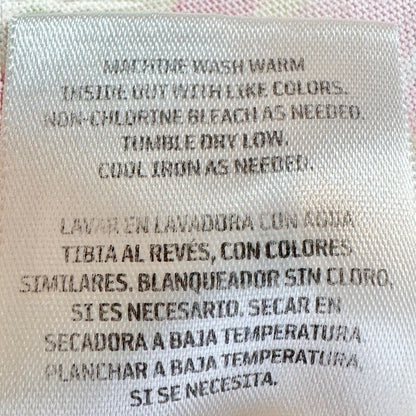 MACHINE WASH WARM
INSIDE OUT WITH LIKE COLORS.
NON-CHLORINE BLEACH AS NEEDED.
TUMBLE DRY LOW.
COOL IRON AS NEEDED.
LAVAR EN LAVADORA CON AGUA
TIBIA AL REVÉS, CON COLORES
SIMILARES. BLANQUEADOR SIN CLORO,
SI ES NECESARIO. SECAR EN
SECADORA A BAJA TEMPERATURA.
PLANCHAR A BAJA TEMPERATURA,
SI SE NECESITA.